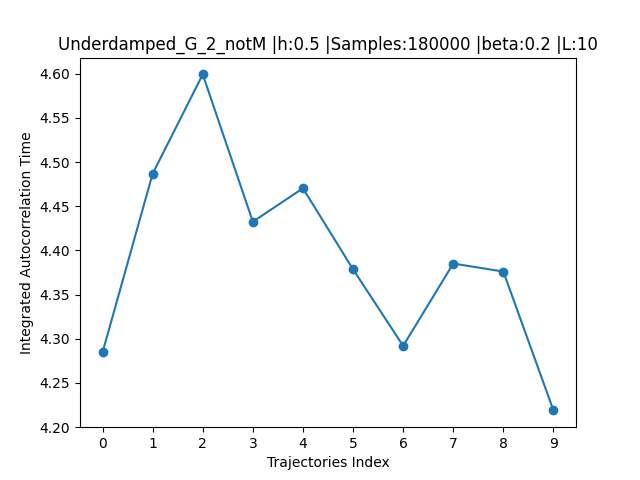 Underdamped_G_2_notM |h:0.5 |Samples:180000 |beta:0.2 |L:10
Integrated Autocorrelation Time
4.60
4.55
4.50
4.45
4.40
4.35
4.30
4.25
4.20
0 1 2 3 4 5 6 7 8 9
Trajectories Index